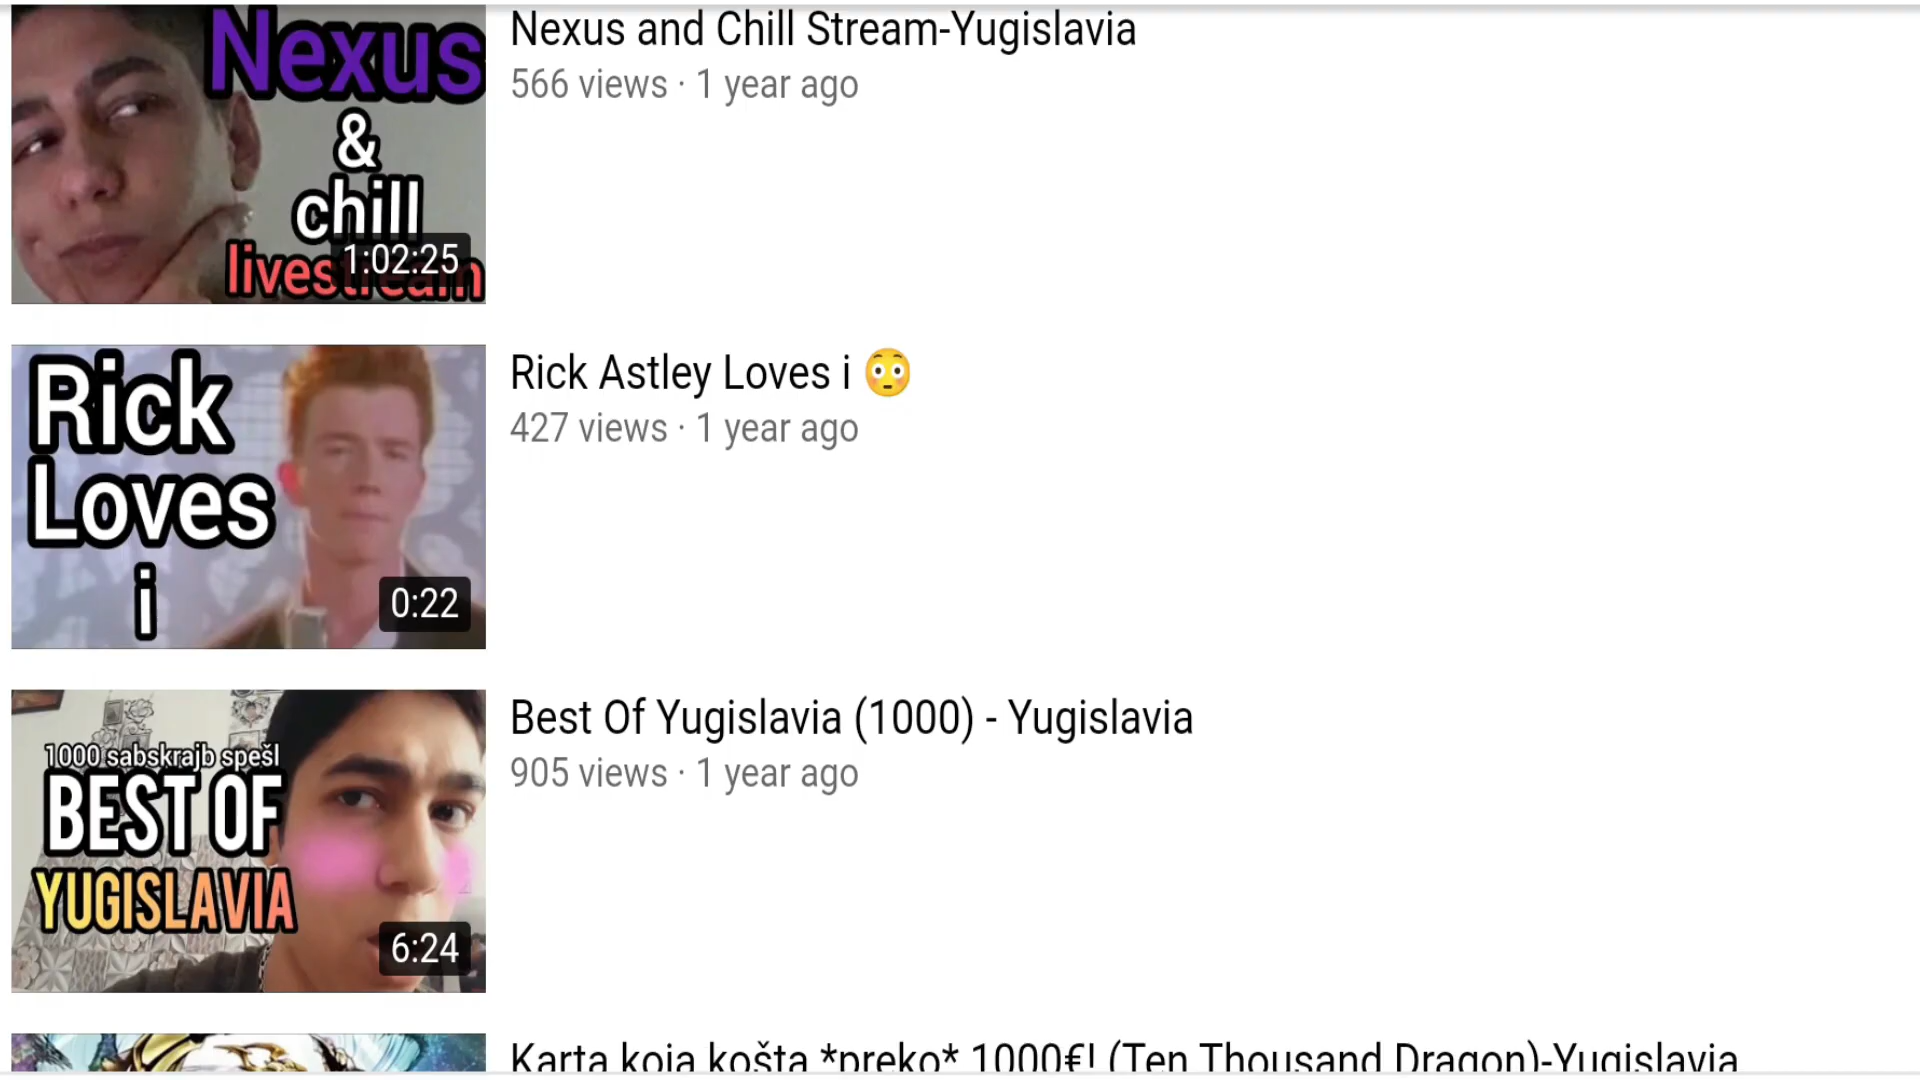 Nexus
&
chill
livestream
1:02:25
Nexus and Chill Stream-Yugislavia
566 views · 1 year ago
Rick
Loves
i
0:22
Rick Astley Loves i 😳
427 views · 1 year ago
1000 sabskrajb spešl
BEST OF
YUGISLAVIA
6:24
Best Of Yugislavia (1000) - Yugislavia
905 views · 1 year ago
Karta koja košta *preko* 1000€! (Ten Thousand Dragon)-Yugislavia